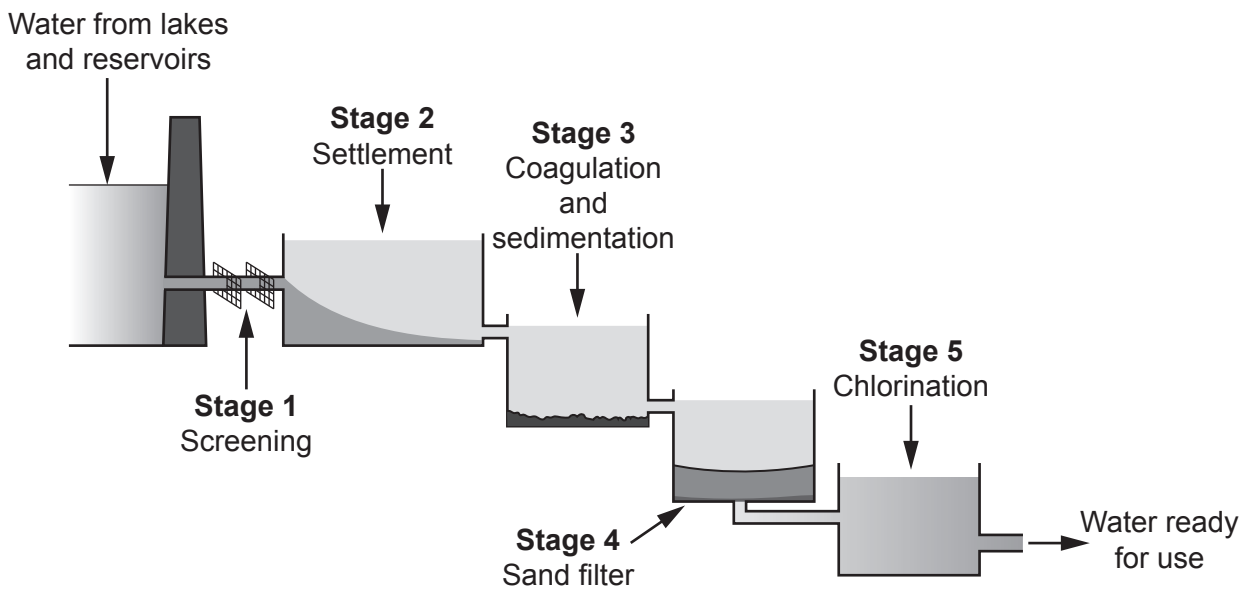 Water from lakes
and reservoirs
Stage 2
Settlement
Stage 3
Coagulation
and
sedimentation
Stage 1
Screening
Stage 5
Chlorination
Stage 4
Sand filter
Water ready
for use